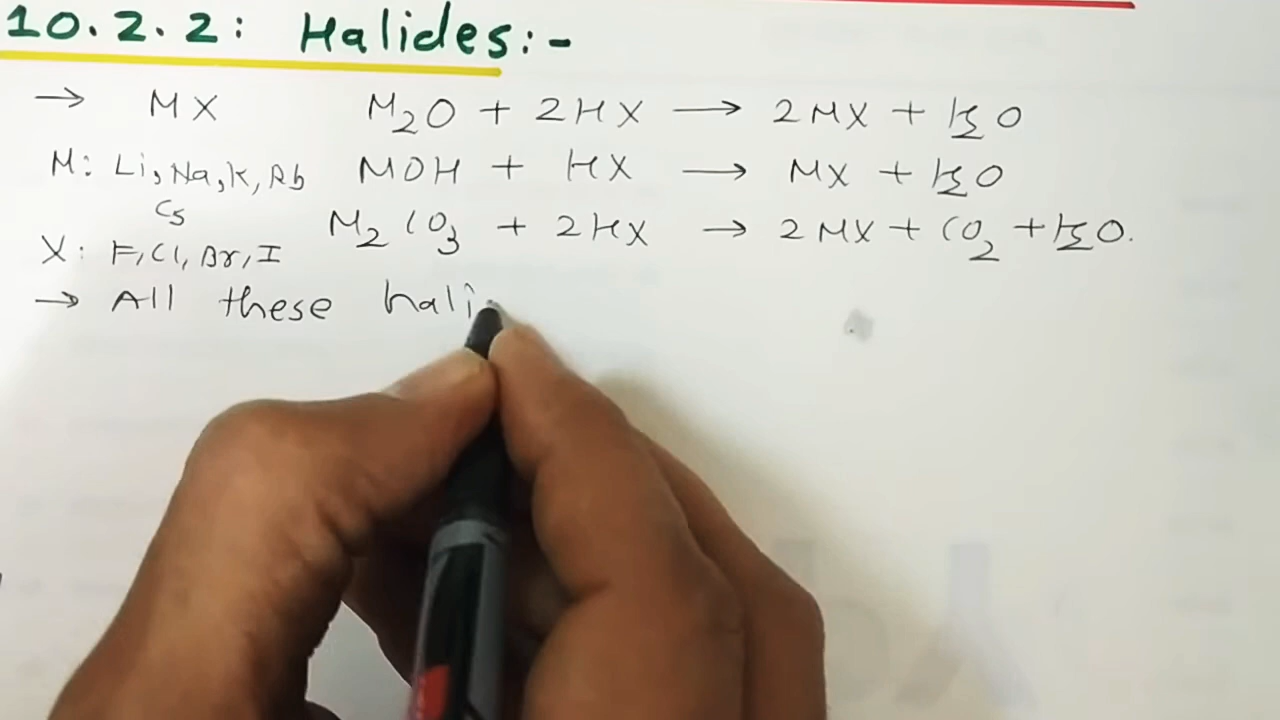 10.2.2: Halides:-
→ MX M₂O + 2HX → 2MX + H₂O
M: Li, Na, K, Rb MOH + HX → MX + H₂O
Cs M₂CO₃ + 2HX → 2MX + CO₂ + H₂O.
X: F, Cl, Br, I
→ All these hali